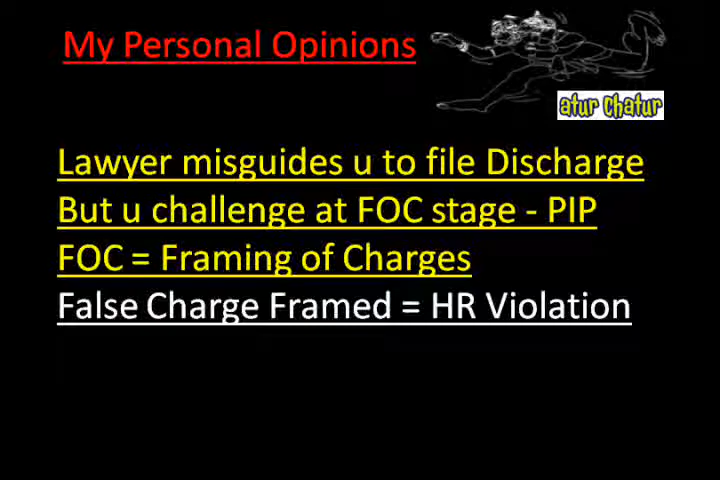 My Personal Opinions
atur chatur
Lawyer misguides u to file Discharge
But u challenge at FOC stage - PIP
FOC = Framing of Charges
False Charge Framed = HR Violation